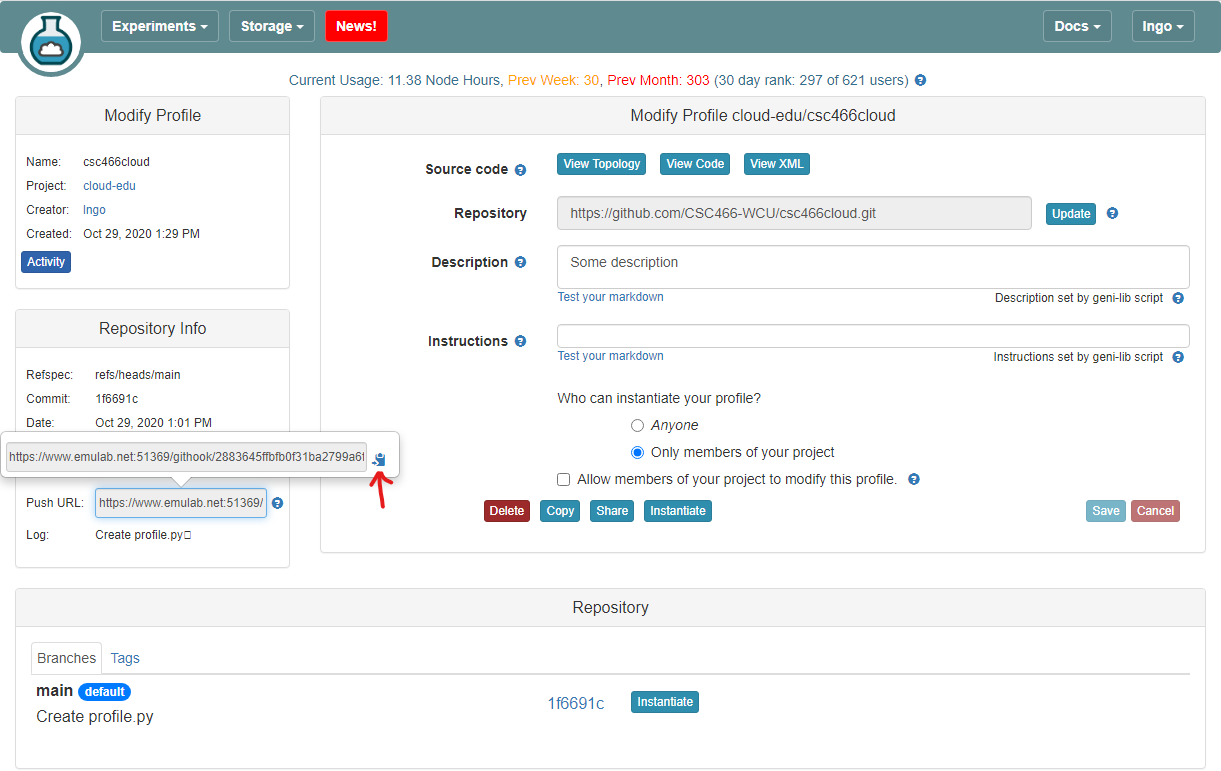 Experiments Storage News! Docs Ingo
Current Usage: 11.38 Node Hours, Prev Week: 30, Prev Month: 303 (30 day rank: 297 of 621 users)
Modify Profile
Name: csc466cloud
Project: cloud-edu
Creator: Ingo
Created: Oct 29, 2020 1:29 PM
Activity
Repository Info
Refspec: refs/heads/main
Commit: 1f6691c
Date: Oct 29, 2020 1:01 PM
https://www.emulab.net:51369/githook/2883645ffbfb0f31ba2799a6f
Push URL: https://www.emulab.net:51369/
Log: Create profile.py
Modify Profile cloud-edu/csc466cloud
Source code View Topology View Code View XML
Repository https://github.com/CSC466-WCU/csc466cloud.git Update
Description Some description
Test your markdown Description set by geni-lib script
Instructions
Test your markdown Instructions set by geni-lib script
Who can instantiate your profile?
Anyone
Only members of your project
Allow members of your project to modify this profile.
Delete Copy Share Instantiate Save Cancel
Repository
Branches Tags
main default
1f6691c Instantiate
Create profile.py